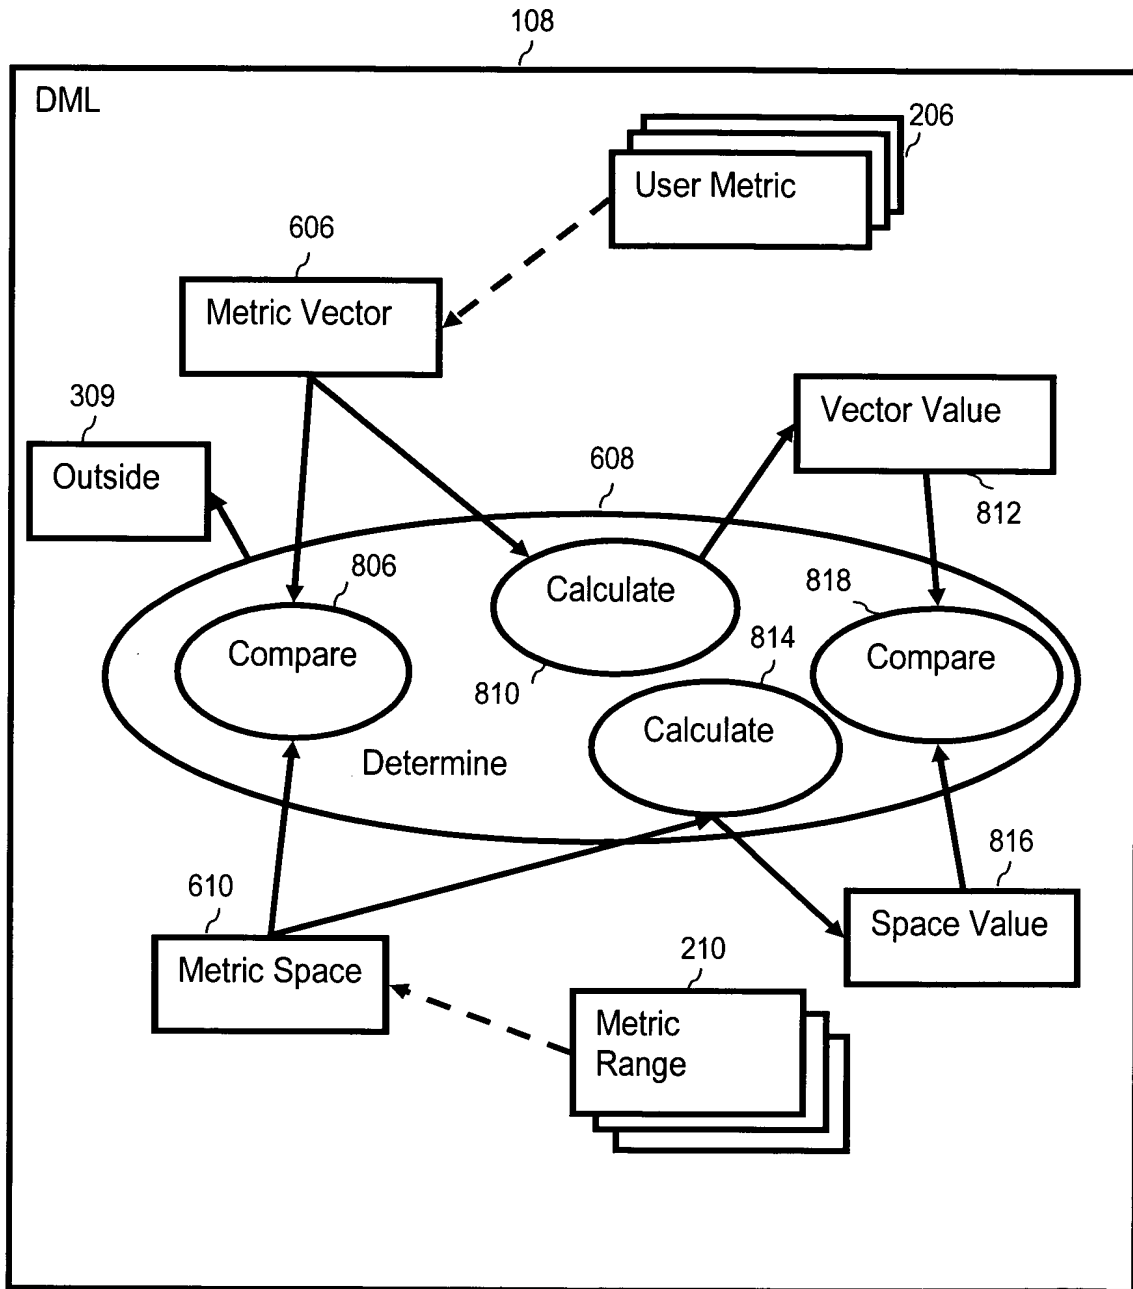 108
DML
206
User Metric
606
Metric Vector
309
Outside
Vector Value
812
608
806
Compare
Calculate
810
818
Compare
814
Calculate
Determine
816
Space Value
610
Metric Space
210
Metric
Range